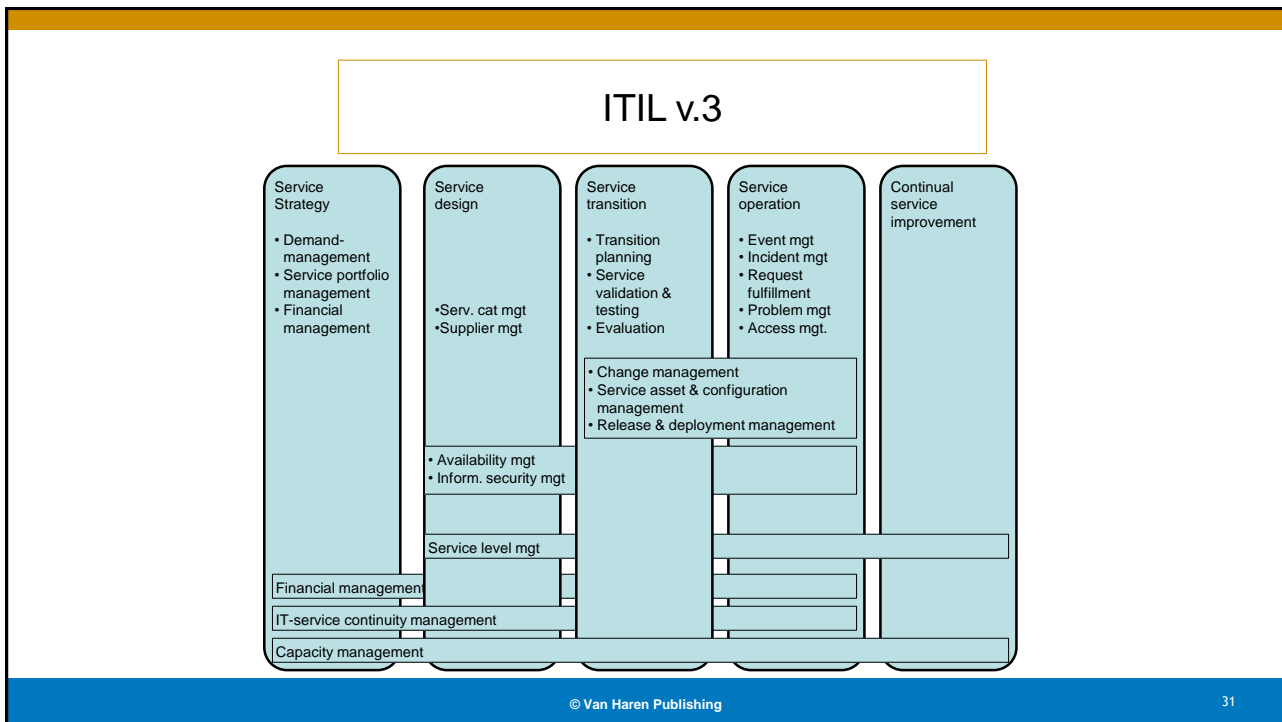 ITIL v.3
Service
Strategy
• Demand-
management
• Service portfolio
management
• Financial
management
Service
design
•Serv. cat mgt
•Supplier mgt
Service
transition
• Transition
planning
• Service
validation &
testing
• Evaluation
Service
operation
• Event mgt
• Incident mgt
• Request
fulfillment
• Problem mgt
• Access mgt.
Continual
service
improvement
• Change management
• Service asset & configuration
management
• Release & deployment management
• Availability mgt
• Inform. security mgt
Service level mgt
Financial management
IT-service continuity management
Capacity management
© Van Haren Publishing
31